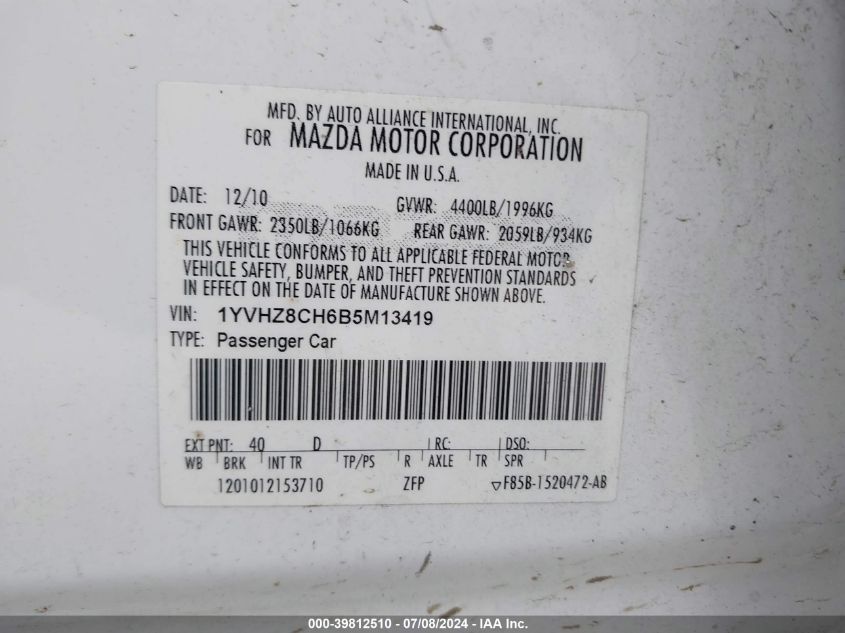 MFD. BY AUTO ALLIANCE INTERNATIONAL, INC.
FOR MAZDA MOTOR CORPORATION
MADE IN U.S.A.
DATE: 12/10 GVWR: 4400LB/1996KG
FRONT GAWR: 2350LB/1066KG REAR GAWR: 2059LB/934KG
THIS VEHICLE CONFORMS TO ALL APPLICABLE FEDERAL MOTOR
VEHICLE SAFETY, BUMPER, AND THEFT PREVENTION STANDARDS
IN EFFECT ON THE DATE OF MANUFACTURE SHOWN ABOVE.
VIN: 1YVHZ8CH6B5M13419
TYPE: Passenger Car
EXT PNT: 40 D RC: DSO:
WB BRK INT TR TP/PS R AXLE TR SPR
1201012153710 ZFP ▽F85B-1520472-AB
000-39812510 - 07/08/2024 - IAA Inc.